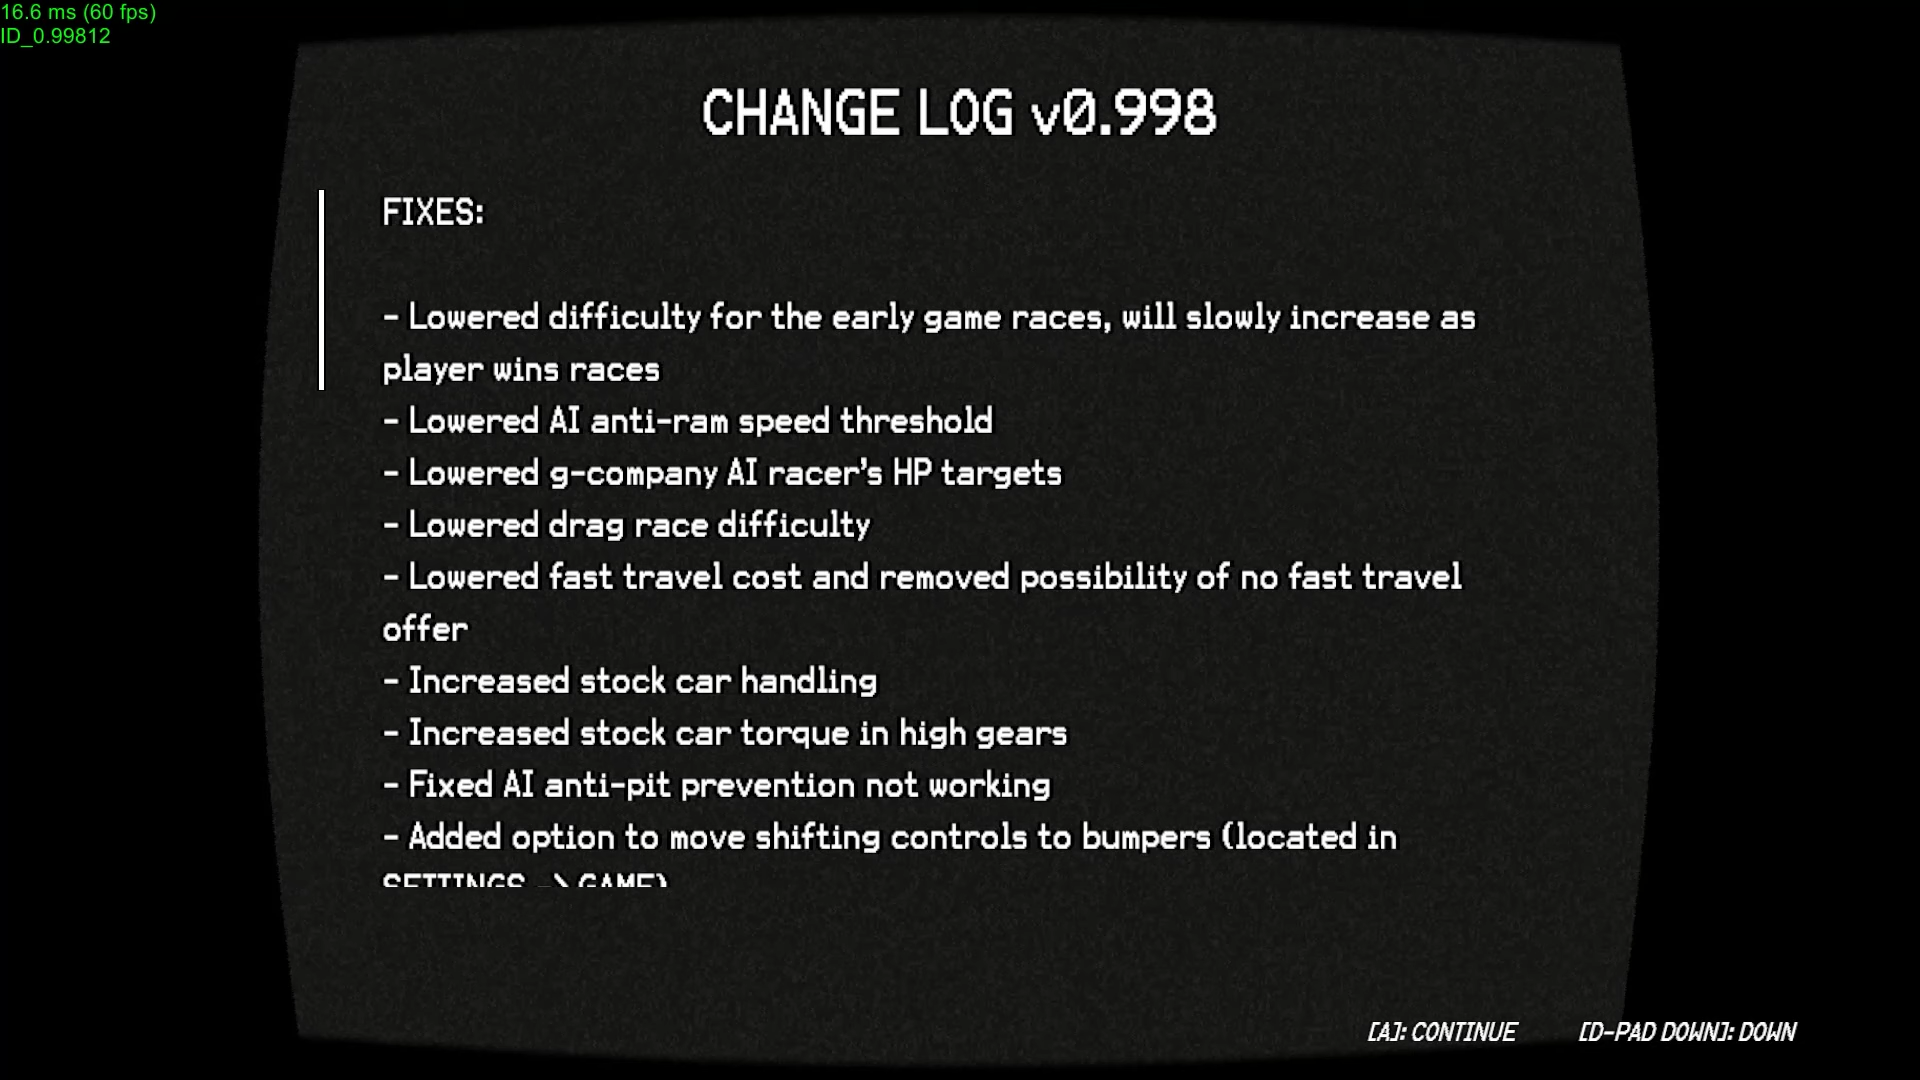 16.6 ms (60 fps)
ID_0.99812
CHANGE LOG v0.998
FIXES:
- Lowered difficulty for the early game races, will slowly increase as
player wins races
- Lowered AI anti-ram speed threshold
- Lowered g-company AI racer's HP targets
- Lowered drag race difficulty
- Lowered fast travel cost and removed possibility of no fast travel
offer
- Increased stock car handling
- Increased stock car torque in high gears
- Fixed AI anti-pit prevention not working
- Added option to move shifting controls to bumpers (located in
SETTINGS -> GAME)
[A]: CONTINUE [D-PAD DOWN]: DOWN